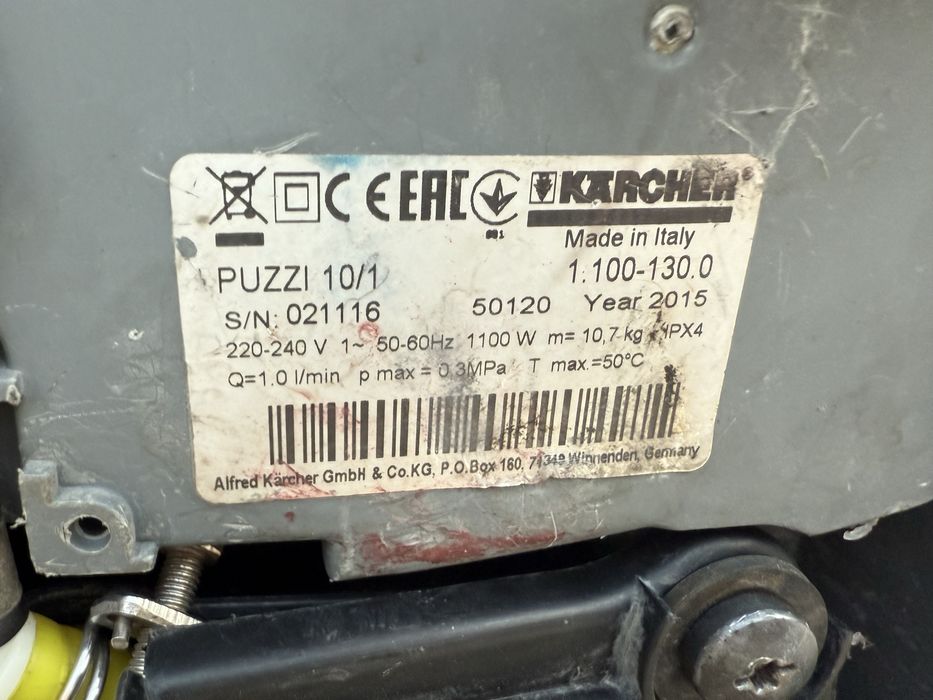 CE EAC KÄRCHER
001
Made in Italy
PUZZI 10/1 1.100-130.0
S/N: 021116 50120 Year 2015
220-240 V 1~ 50-60Hz 1100 W m= 10,7 kg IPX4
Q=1.0 l/min p max = 0.3MPa T max.=50°C
Alfred Kärcher GmbH & Co.KG, P.O.Box 160, 71349 Winnenden, Germany